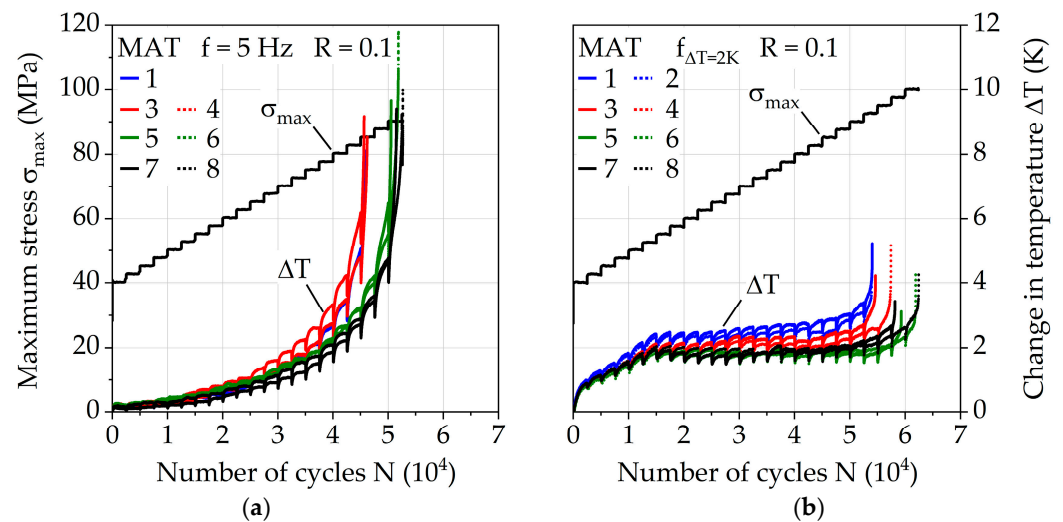 Maximum stress σmax (MPa)
120
100
80
60
40
20
0
MAT f = 5 Hz R = 0.1
1
3 4
5 6
7 8
σmax
ΔT
0 1 2 3 4 5 6
Number of cycles N (10⁴)
(a)
MAT fΔT=2K R = 0.1
1 2
3 4
5 6
7 8
σmax
ΔT
0 1 2 3 4 5 6 7
Number of cycles N (10⁴)
(b)
12
10
8
6
4
2
0
Change in temperature ΔT (K)